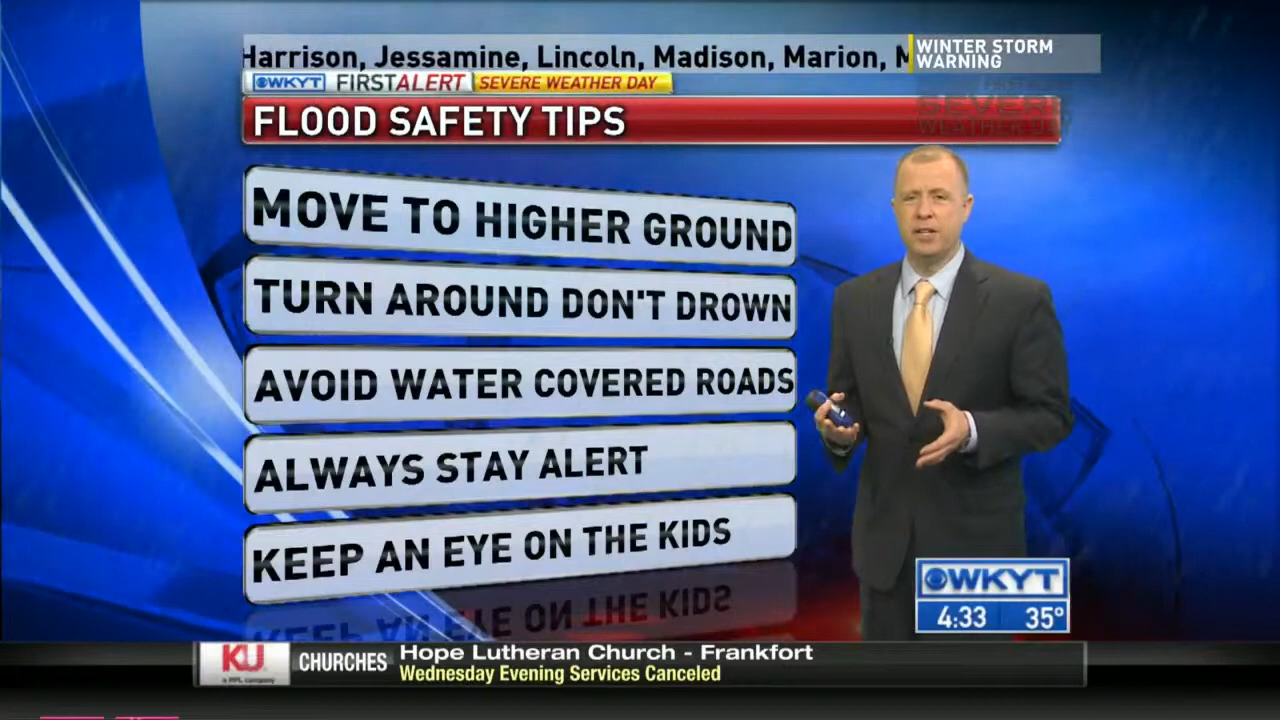 Harrison, Jessamine, Lincoln, Madison, Marion, M
WINTER STORM
WARNING
WKYT FIRSTALERT SEVERE WEATHER DAY
FLOOD SAFETY TIPS
MOVE TO HIGHER GROUND
TURN AROUND DON'T DROWN
AVOID WATER COVERED ROADS
ALWAYS STAY ALERT
KEEP AN EYE ON THE KIDS
WKYT
4:33 35°
KU
a PPL company
CHURCHES
Hope Lutheran Church - Frankfort
Wednesday Evening Services Canceled